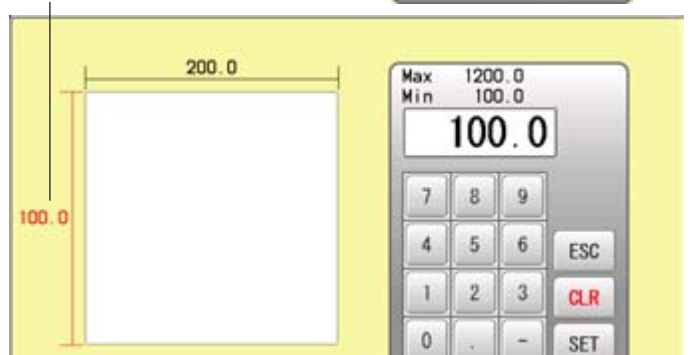 200.0
100.0
Max 1200.0
Min 100.0
100.0
7 8 9
4 5 6 ESC
1 2 3 CLR
0 . - SET